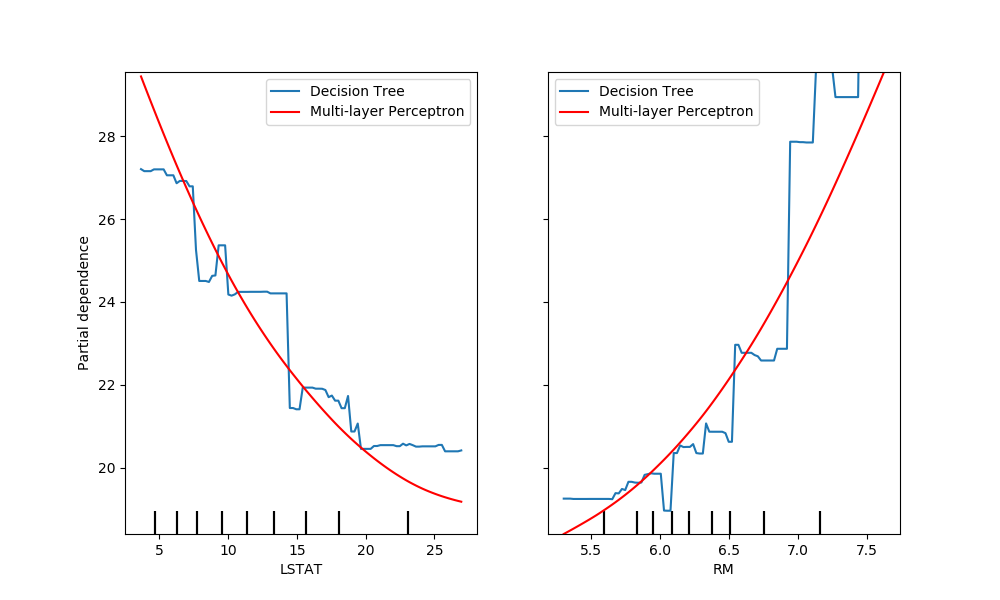 Decision Tree
Multi-layer Perceptron
Decision Tree
Multi-layer Perceptron
28
26
24
22
20
Partial dependence
5 10 15 20 25
LSTAT
5.5 6.0 6.5 7.0 7.5
RM